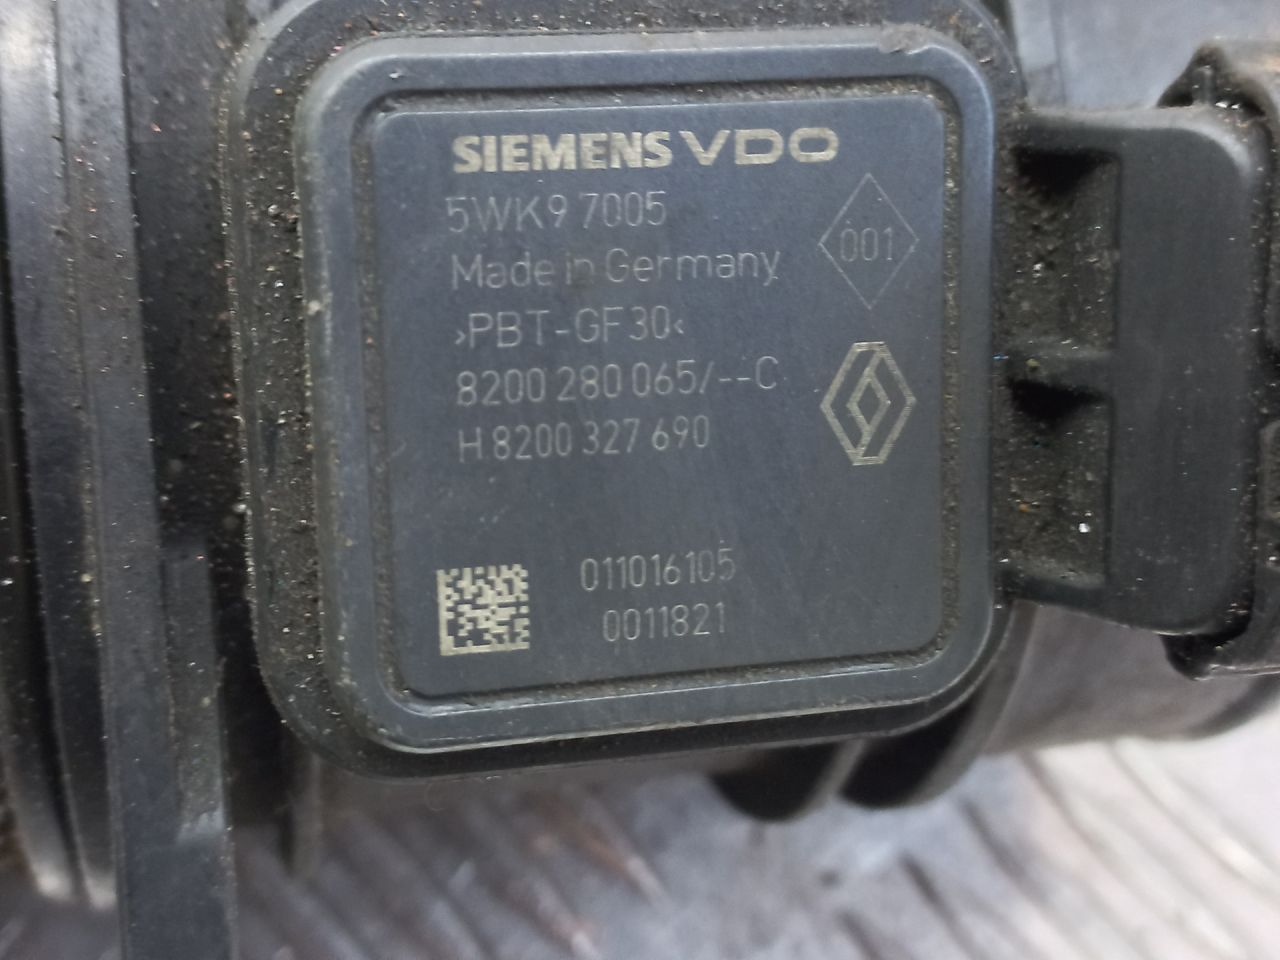 SIEMENS VDO
5WK9 7005
001
Made in Germany
>PBT-GF30<
8200 280 065/--C
H 8200 327 690
011016105
0011821